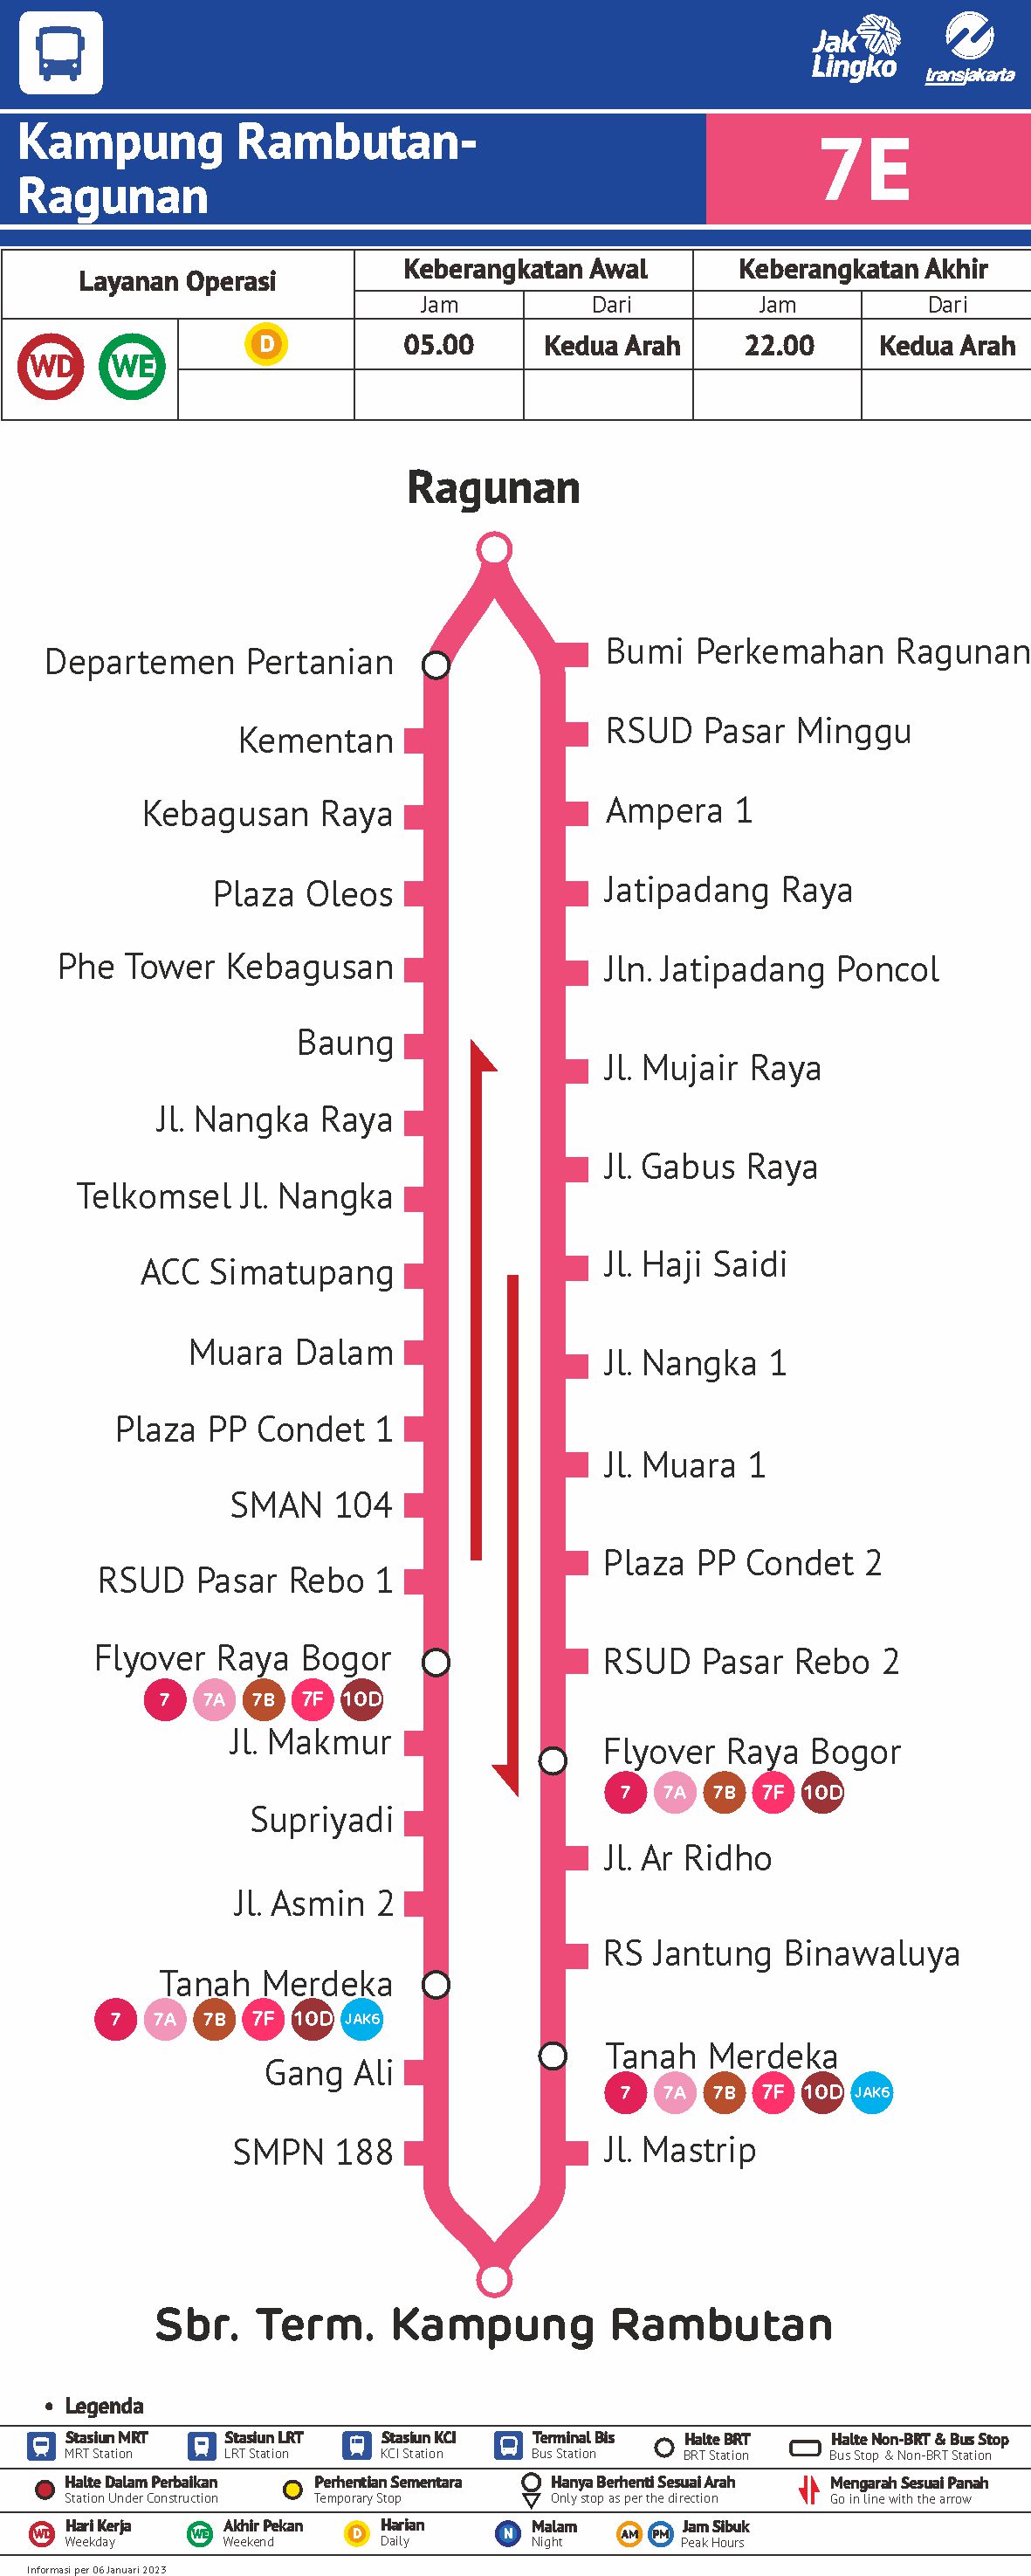 Jak
Lingko
transjakarta
Kampung Rambutan-
Ragunan
7E
Layanan Operasi
Keberangkatan Awal
Keberangkatan Akhir
Jam
Dari
Jam
Dari
WD
WE
D
05.00
Kedua Arah
22.00
Kedua Arah
Ragunan
Departemen Pertanian
Kementan
Kebagusan Raya
Plaza Oleos
Phe Tower Kebagusan
Baung
Jl. Nangka Raya
Telkomsel Jl. Nangka
ACC Simatupang
Muara Dalam
Plaza PP Condet 1
SMAN 104
RSUD Pasar Rebo 1
Flyover Raya Bogor
7 7A 7B 7F 10D
Jl. Makmur
Supriyadi
Jl. Asmin 2
Tanah Merdeka
7 7A 7B 7F 10D JAK6
Gang Ali
SMPN 188
Bumi Perkemahan Ragunan
RSUD Pasar Minggu
Ampera 1
Jatipadang Raya
Jln. Jatipadang Poncol
Jl. Mujair Raya
Jl. Gabus Raya
Jl. Haji Saidi
Jl. Nangka 1
Jl. Muara 1
Plaza PP Condet 2
RSUD Pasar Rebo 2
Flyover Raya Bogor
7 7A 7B 7F 10D
Jl. Ar Ridho
RS Jantung Binawaluya
Tanah Merdeka
7 7A 7B 7F 10D JAK6
Jl. Mastrip
Sbr. Term. Kampung Rambutan
• Legenda
Stasiun MRT
MRT Station
Stasiun LRT
LRT Station
Stasiun KCI
KCI Station
Terminal Bis
Bus Station
Halte BRT
BRT Station
Halte Non-BRT & Bus Stop
Bus Stop & Non-BRT Station
Halte Dalam Perbaikan
Station Under Construction
Perhentian Sementara
Temporary Stop
Hanya Berhenti Sesuai Arah
Only stop as per the direction
Mengarah Sesuai Panah
Go in line with the arrow
WD
Hari Kerja
Weekday
WE
Akhir Pekan
Weekend
D
Harian
Daily
N
Malam
Night
AM PM
Jam Sibuk
Peak Hours
Informasi per 06 Januari 2023